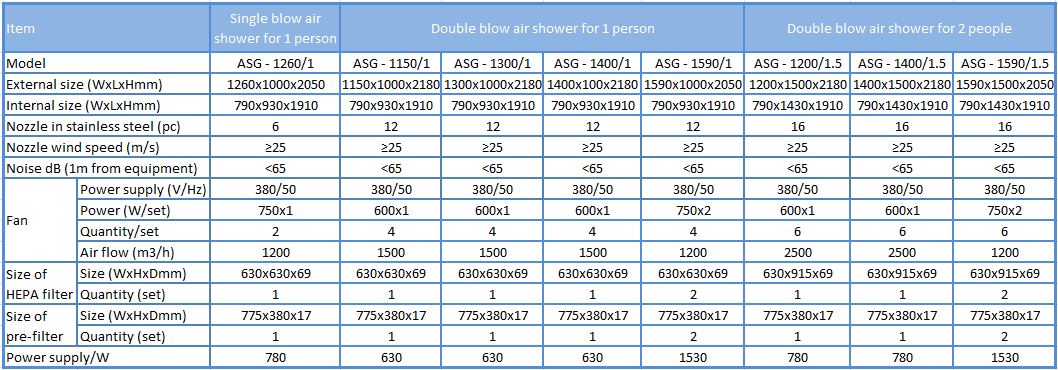 Item Single blow air shower for 1 person Double blow air shower for 1 person Double blow air shower for 2 people
Model ASG - 1260/1 ASG - 1150/1 ASG - 1300/1 ASG - 1400/1 ASG - 1590/1 ASG - 1200/1.5 ASG - 1400/1.5 ASG - 1590/1.5
External size (WxLxHmm) 1260x1000x2050 1150x1000x2180 1300x1000x2180 1400x100x2180 1590x1000x2050 1200x1500x2180 1400x1500x2180 1590x1500x2050
Internal size (WxLxHmm) 790x930x1910 790x930x1910 790x930x1910 790x930x1910 790x930x1910 790x1430x1910 790x1430x1910 790x1430x1910
Nozzle in stainless steel (pc) 6 12 12 12 12 16 16 16
Nozzle wind speed (m/s) ≥25 ≥25 ≥25 ≥25 ≥25 ≥25 ≥25 ≥25
Noise dB (1m from equipment) <65 <65 <65 <65 <65 <65 <65 <65
Fan Power supply (V/Hz) 380/50 380/50 380/50 380/50 380/50 380/50 380/50 380/50
Power (W/set) 750x1 600x1 600x1 600x1 750x2 600x1 600x1 750x2
Quantity/set 2 4 4 4 4 6 6 6
Air flow (m3/h) 1200 1500 1500 1500 1200 2500 2500 1200
Size of HEPA filter Size (WxHxDmm) 630x630x69 630x630x69 630x630x69 630x630x69 630x630x69 630x915x69 630x915x69 630x915x69
Quantity (set) 1 1 1 1 2 1 1 2
Size of pre-filter Size (WxHxDmm) 775x380x17 775x380x17 775x380x17 775x380x17 775x380x17 775x380x17 775x380x17 775x380x17
Quantity (set) 1 1 1 1 2 1 1 2
Power supply/W 780 630 630 630 1530 780 780 1530